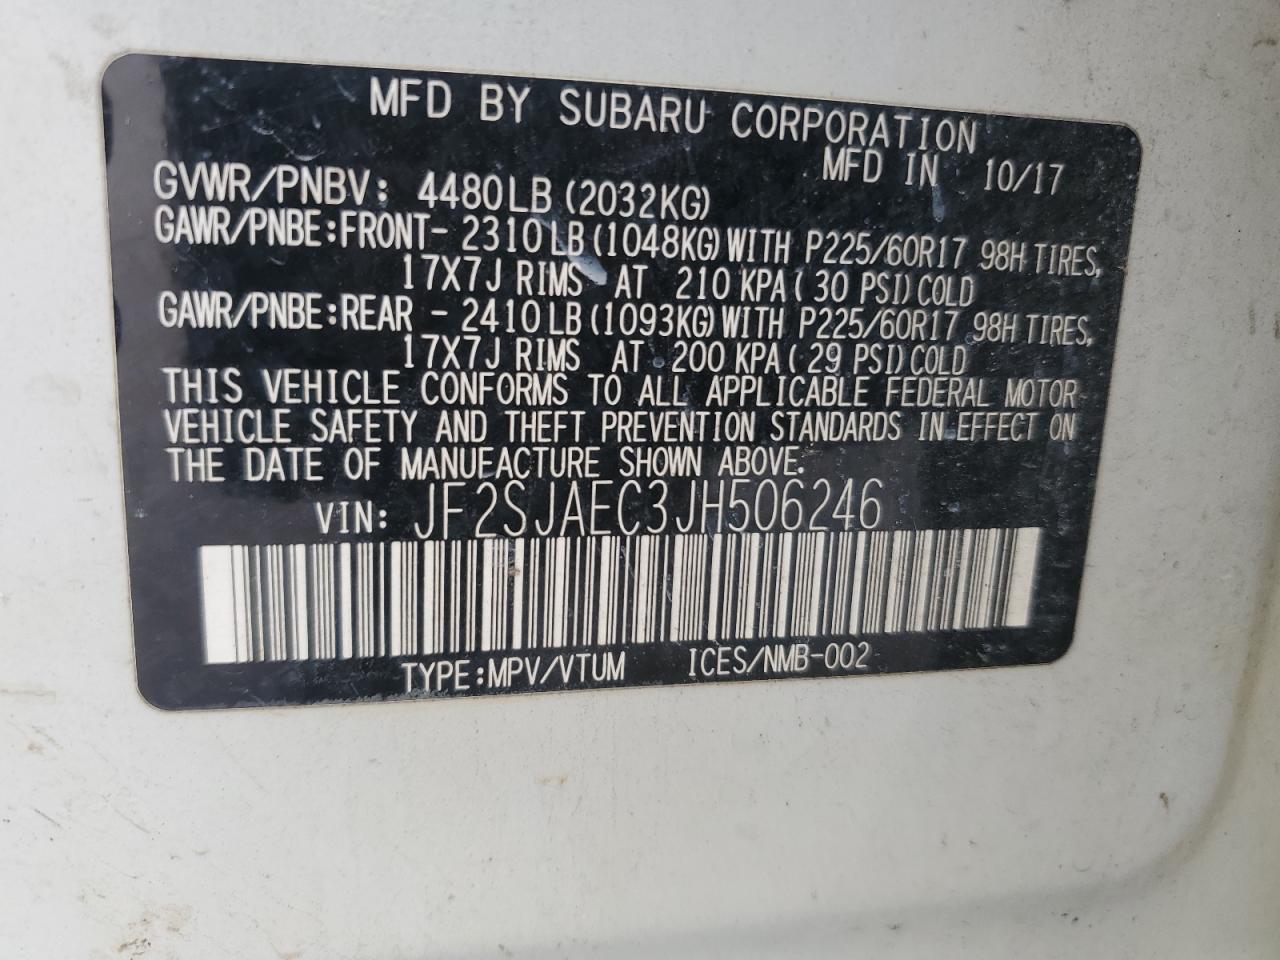 MFD BY SUBARU CORPORATION
MFD IN 10/17
GVWR/PNBV: 4480LB (2032KG)
GAWR/PNBE:FRONT- 2310LB(1048KG)WITH P225/60R17 98H TIRES,
17X7J RIMS AT 210 KPA(30 PSI)COLD
GAWR/PNBE:REAR - 2410LB(1093KG)WITH P225/60R17 98H TIRES,
17X7J RIMS AT 200 KPA(29 PSI)COLD
THIS VEHICLE CONFORMS TO ALL APPLICABLE FEDERAL MOTOR
VEHICLE SAFETY AND THEFT PREVENTION STANDARDS IN EFFECT ON
THE DATE OF MANUFACTURE SHOWN ABOVE.
VIN: JF2SJAEC3JH506246
TYPE:MPV/VTUM ICES/NMB-002